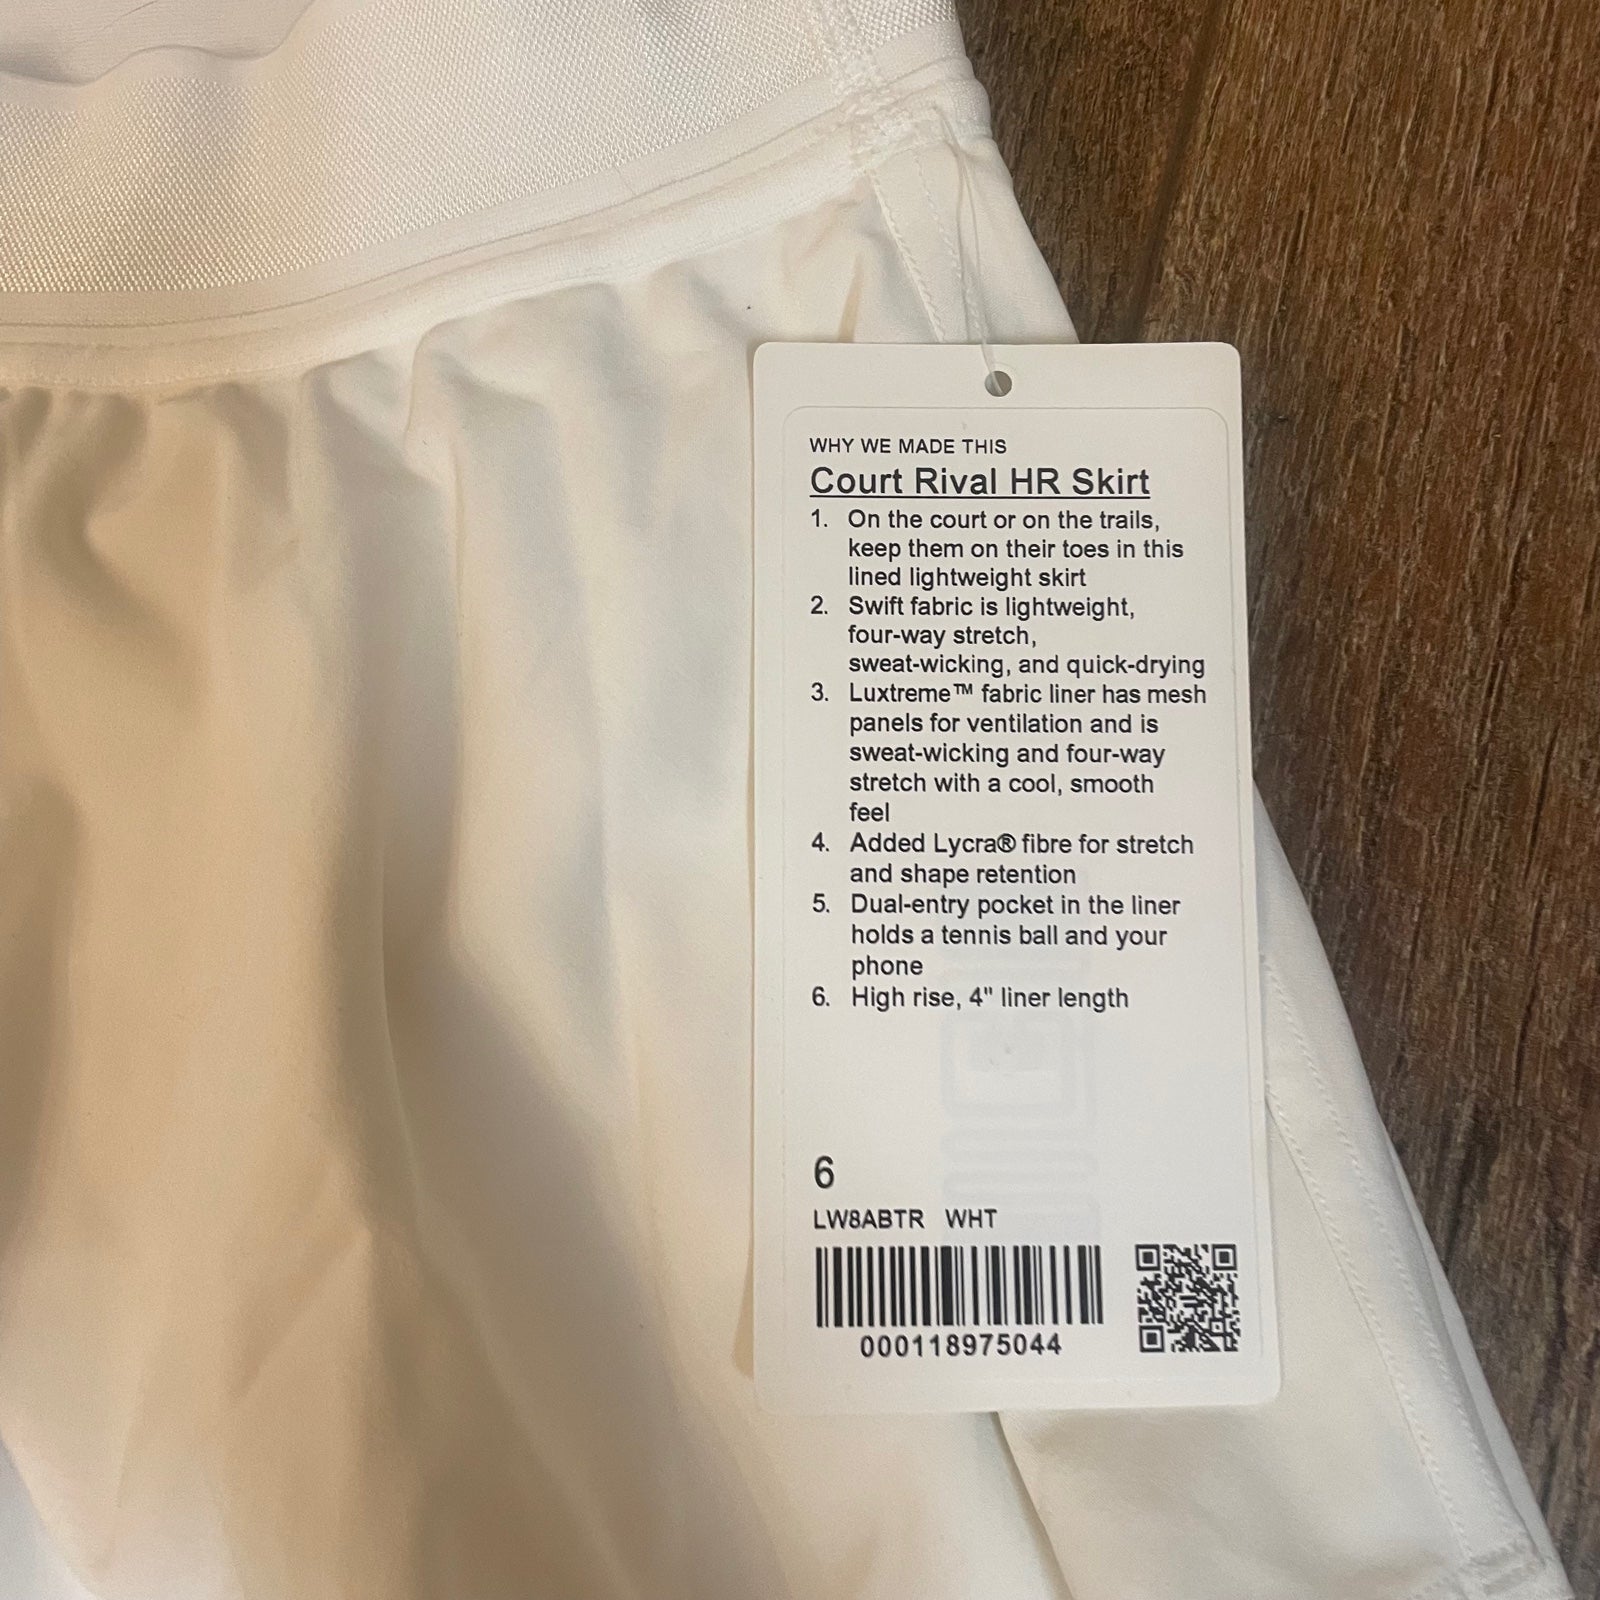 WHY WE MADE THIS
Court Rival HR Skirt
1. On the court or on the trails,
keep them on their toes in this
lined lightweight skirt
2. Swift fabric is lightweight,
four-way stretch,
sweat-wicking, and quick-drying
3. Luxtreme™ fabric liner has mesh
panels for ventilation and is
sweat-wicking and four-way
stretch with a cool, smooth
feel
4. Added Lycra® fibre for stretch
and shape retention
5. Dual-entry pocket in the liner
holds a tennis ball and your
phone
6. High rise, 4" liner length
6
LW8ABTR WHT
000118975044